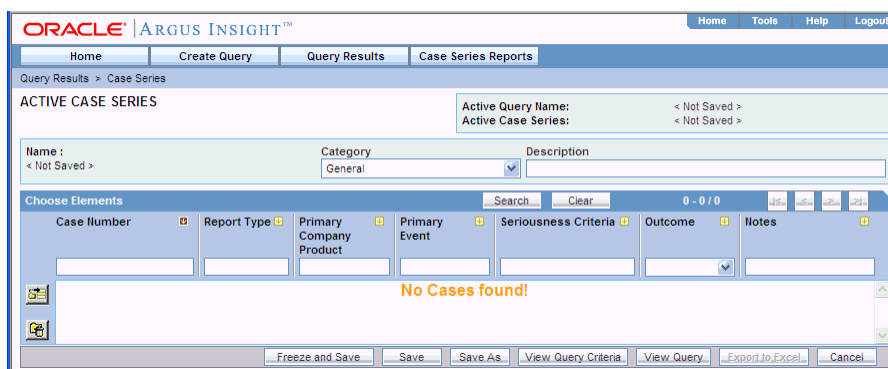 Home Tools Help Logout
ORACLE® ARGUS INSIGHT™
Home Create Query Query Results Case Series Reports
Query Results > Case Series
ACTIVE CASE SERIES
Active Query Name: < Not Saved >
Active Case Series: < Not Saved >
Name : Category Description
< Not Saved > General
Choose Elements Search Clear 0 - 0 / 0
Case Number Report Type Primary Company Product Primary Event Seriousness Criteria Outcome Notes
No Cases found!
Freeze and Save Save Save As View Query Criteria View Query Export to Excel Cancel